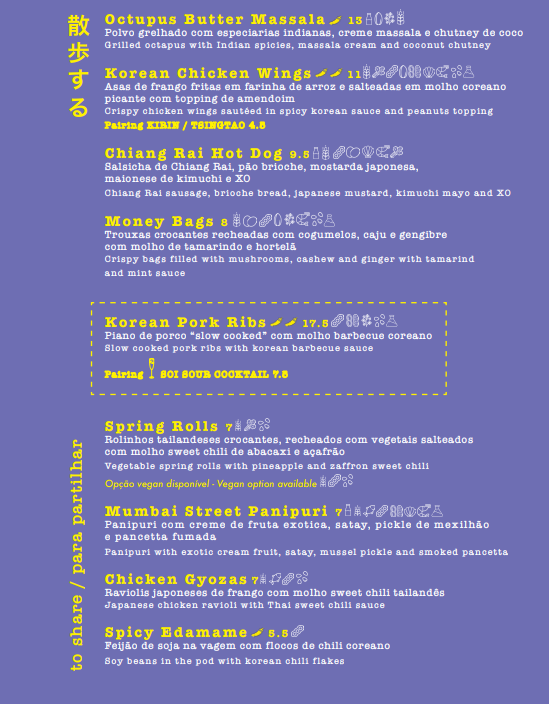 散歩する
Octopus Butter Massala 13
Polvo grelhado com especiarias indianas, creme massala e chutney de coco
Grilled octapus with Indian spicies, massala cream and coconut chutney
Korean Chicken Wings 11
Asas de frango fritas em farinha de arroz e salteadas em molho coreano
picante com topping de amendoim
Crispy chicken wings sautéed in spicy korean sauce and peanuts topping
Pairing KIRIN / TSINGTAO 4.5
Chiang Rai Hot Dog 9.5
Salsicha de Chiang Rai, pão brioche, mostarda japonesa,
maionese de kimuchi e XO
Chiang Rai sausage, brioche bread, japanese mustard, kimuchi mayo and XO
Money Bags 8
Trouxas crocantes recheadas com cogumelos, caju e gengibre
com molho de tamarindo e hortelã
Crispy bags filled with mushrooms, cashew and ginger with tamarind
and mint sauce
Korean Pork Ribs 17.5
Piano de porco “slow cooked” com molho barbecue coreano
Slow cooked pork ribs with korean barbecue sauce
Pairing SOI SOUR COCKTAIL 7.5
to share / para partilhar
Spring Rolls 7
Rolinhos tailandeses crocantes, recheados com vegetais salteados
com molho sweet chili de abacaxi e açafrão
Vegetable spring rolls with pineapple and zaffron sweet chili
Opção vegan disponível - Vegan option available
Mumbai Street Panipuri 7
Panipuri com creme de fruta exotica, satay, pickle de mexilhão
e pancetta fumada
Panipuri with exotic cream fruit, satay, mussel pickle and smoked pancetta
Chicken Gyozas 7
Raviolis japoneses de frango com molho sweet chili tailandês
Japanese chicken ravioli with Thai sweet chili sauce
Spicy Edamame 5.5
Feijão de soja na vagem com flocos de chili coreano
Soy beans in the pod with korean chili flakes